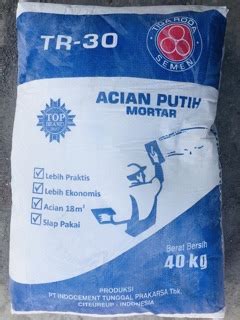 TIGA RODA
SEMEN
TR-30
ACIAN PUTIH
MORTAR
TOP
BRAND
Lebih Praktis
Lebih Ekonomis
Acian 18m²
Siap Pakai
Berat Bersih
40 kg
PRODUKSI
PT INDOCEMENT TUNGGAL PRAKARSA Tbk.
CITEUREUP - INDONESIA